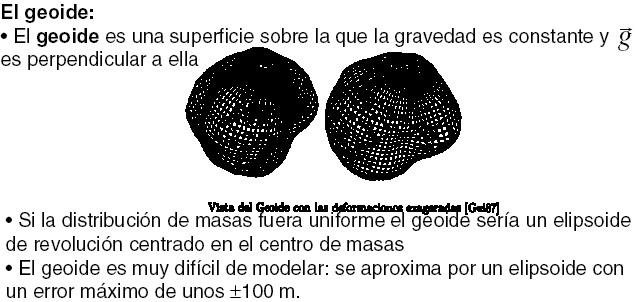 El geoide:
• El geoide es una superficie sobre la que la gravedad es constante y g⃗
es perpendicular a ella
Vista del Geoide con las deformaciones exageradas [Gei87]
• Si la distribución de masas fuera uniforme el geoide sería un elipsoide
de revolución centrado en el centro de masas
• El geoide es muy difícil de modelar: se aproxima por un elipsoide con
un error máximo de unos ±100 m.